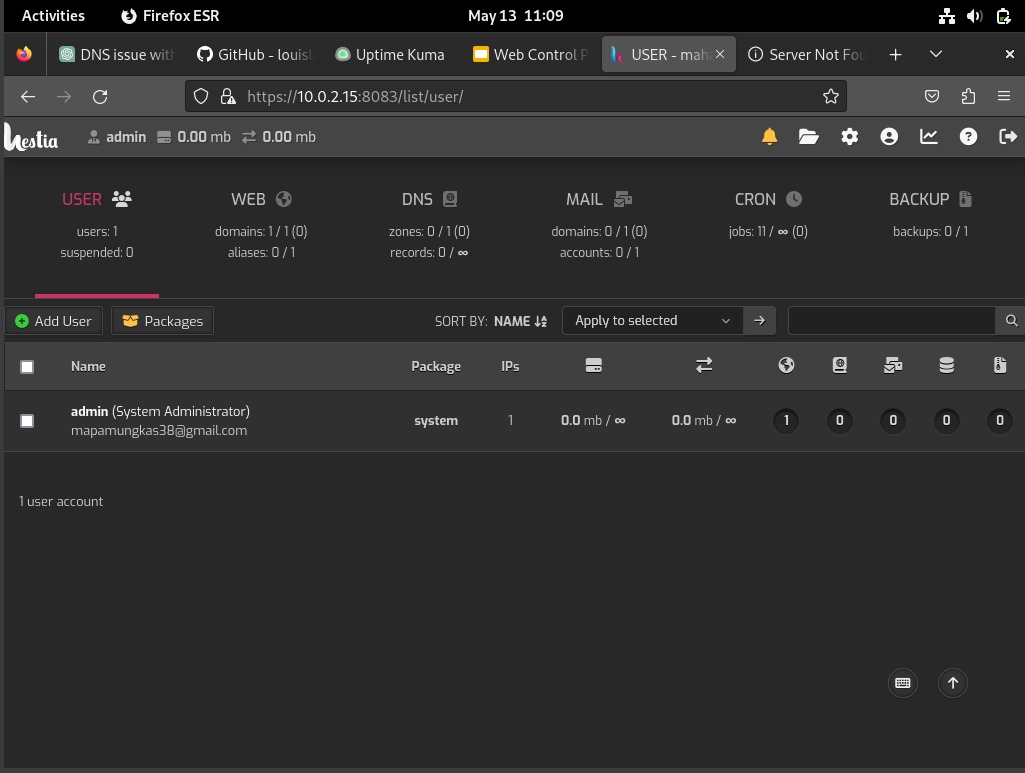 Activities Firefox ESR May 13 11:09
DNS issue with GitHub - louisl Uptime Kuma Web Control P USER - mah Server Not Fou
https://10.0.2.15:8083/list/user/
Hestia admin 0.00 mb 0.00 mb
USER WEB DNS MAIL CRON BACKUP
users: 1 domains: 1 / 1 (0) zones: 0 / 1 (0) domains: 0 / 1 (0) jobs: 11 / ∞ (0) backups: 0 / 1
suspended: 0 aliases: 0 / 1 records: 0 / ∞ accounts: 0 / 1
Add User Packages SORT BY: NAME Apply to selected
Name Package IPs
admin (System Administrator)
mapamungkas38@gmail.com system 1 0.0 mb / ∞ 0.0 mb / ∞ 1 0 0 0 0
1 user account